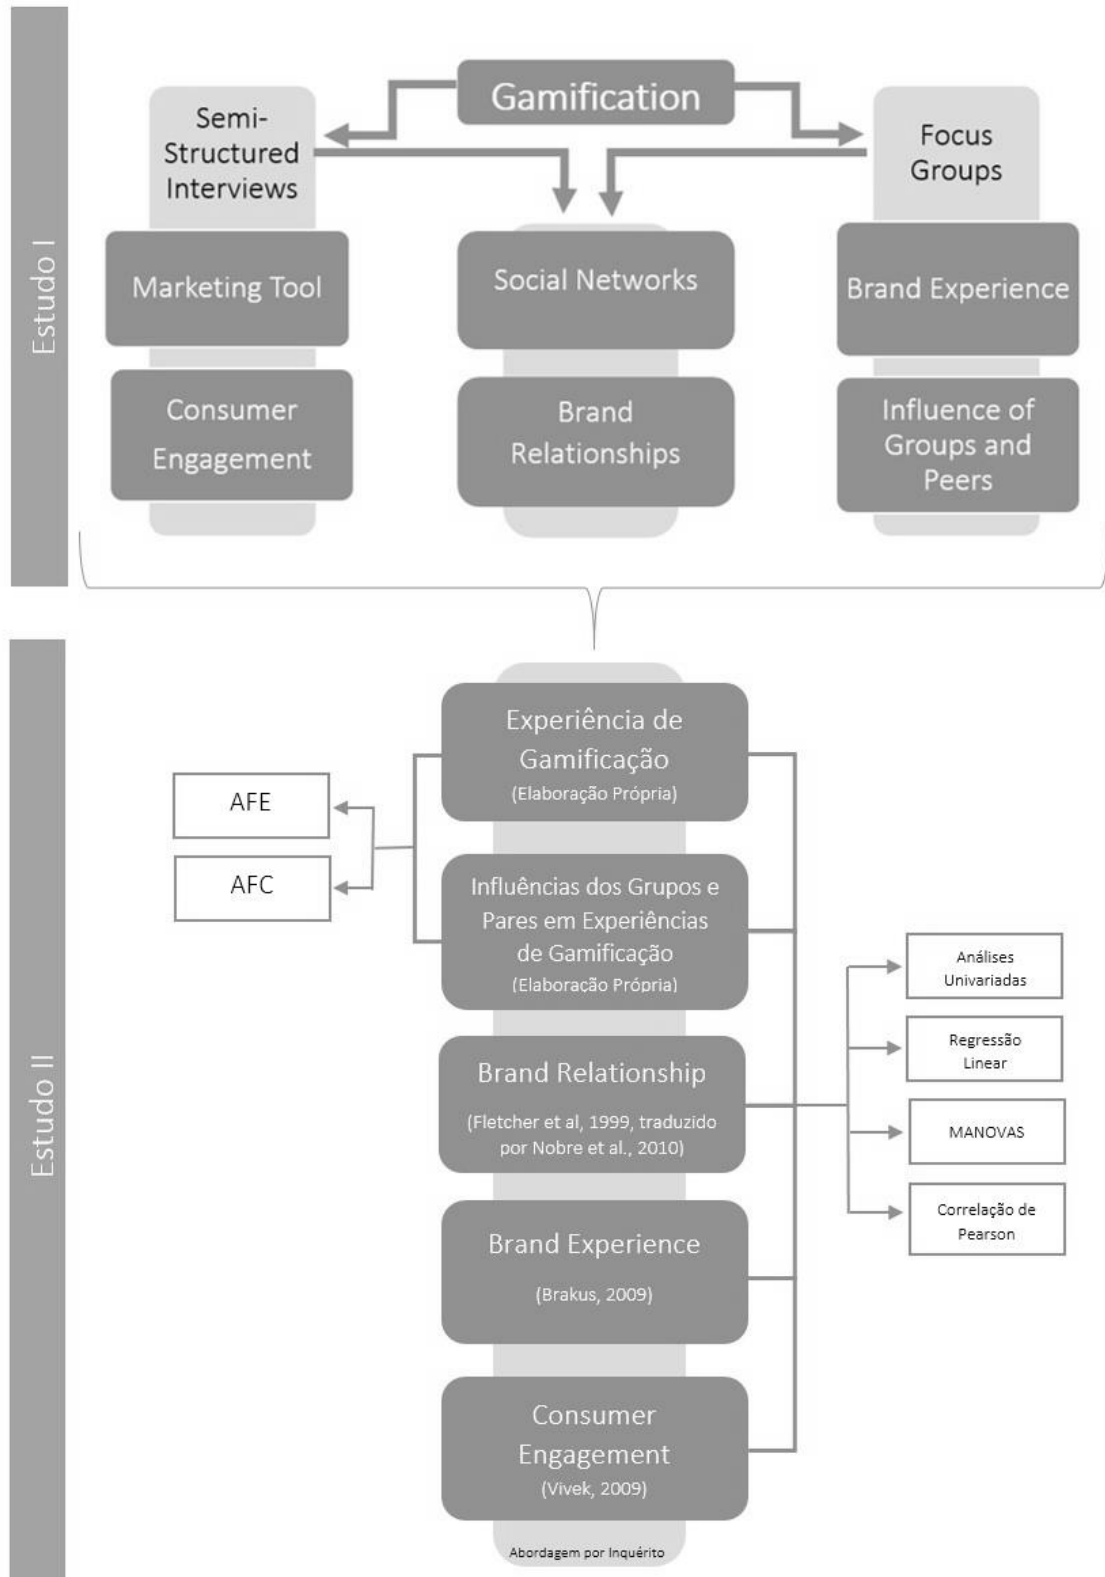 Estudo I
Gamification
Semi-
Structured
Interviews
Focus
Groups
Marketing Tool
Social Networks
Brand Experience
Consumer
Engagement
Brand
Relationships
Influence of
Groups and
Peers
Estudo II
Experiência de
Gamificação
(Elaboração Própria)
AFE
AFC
Influências dos Grupos e
Pares em Experiências
de Gamificação
(Elaboração Própria)
Brand Relationship
(Fletcher et al, 1999, traduzido
por Nobre et al., 2010)
Brand Experience
(Brakus, 2009)
Consumer
Engagement
(Vivek, 2009)
Análises
Univariadas
Regressão
Linear
MANOVAS
Correlação de
Pearson
Abordagem por Inquérito